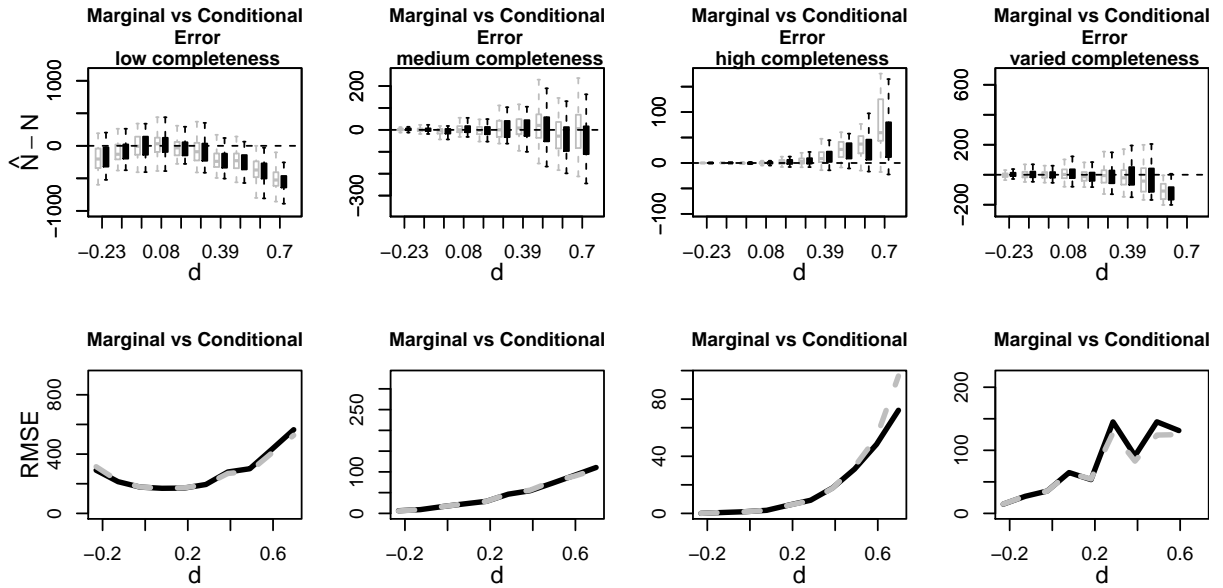 Marginal vs Conditional
Error
low completeness
Marginal vs Conditional
Error
medium completeness
Marginal vs Conditional
Error
high completeness
Marginal vs Conditional
Error
varied completeness
N̂ − N
1000
0
−1000
−0.23 0.08 0.39 0.7
d
200
0
−300
−0.23 0.08 0.39 0.7
d
100
0
−100
−0.23 0.08 0.39 0.7
d
600
200
−200
−0.23 0.08 0.39 0.7
d
Marginal vs Conditional
Marginal vs Conditional
Marginal vs Conditional
Marginal vs Conditional
RMSE
800
400
0
−0.2 0.2 0.6
d
300
100
0
−0.2 0.2 0.6
d
80
40
0
−0.2 0.2 0.6
d
200
100
0
−0.2 0.2 0.6
d